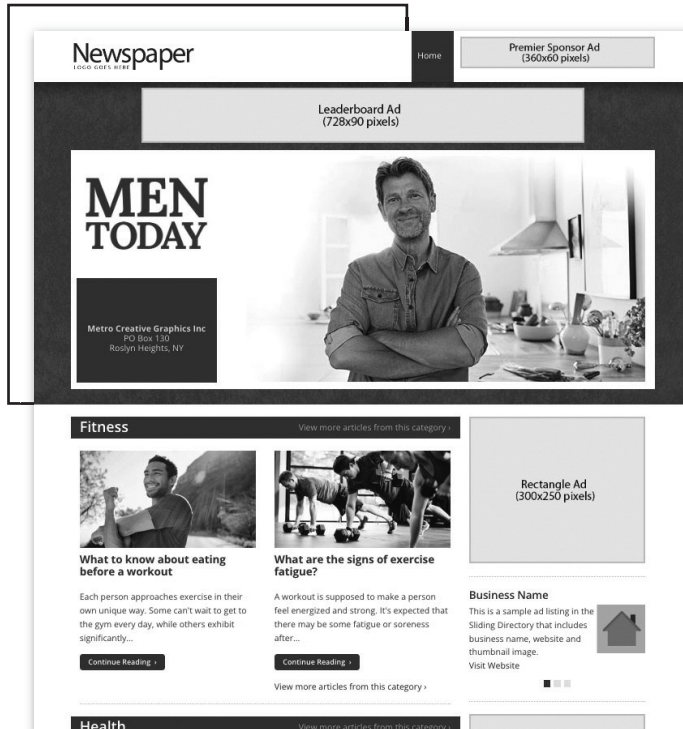 Newspaper
LOGO GOES HERE
Home
Premier Sponsor Ad
(360x60 pixels)
Leaderboard Ad
(728x90 pixels)
MEN
TODAY
Metro Creative Graphics Inc
PO Box 130
Roslyn Heights, NY
Fitness
View more articles from this category ›
What to know about eating
before a workout
Each person approaches exercise in their
own unique way. Some can't wait to get to
the gym every day, while others exhibit
significantly...
Continue Reading ›
What are the signs of exercise
fatigue?
A workout is supposed to make a person
feel energized and strong. It's expected that
there may be some fatigue or soreness
after...
Continue Reading ›
View more articles from this category ›
Rectangle Ad
(300x250 pixels)
Business Name
This is a sample ad listing in the
Sliding Directory that includes
business name, website and
thumbnail image.
Visit Website
Health
View more articles from this category ›